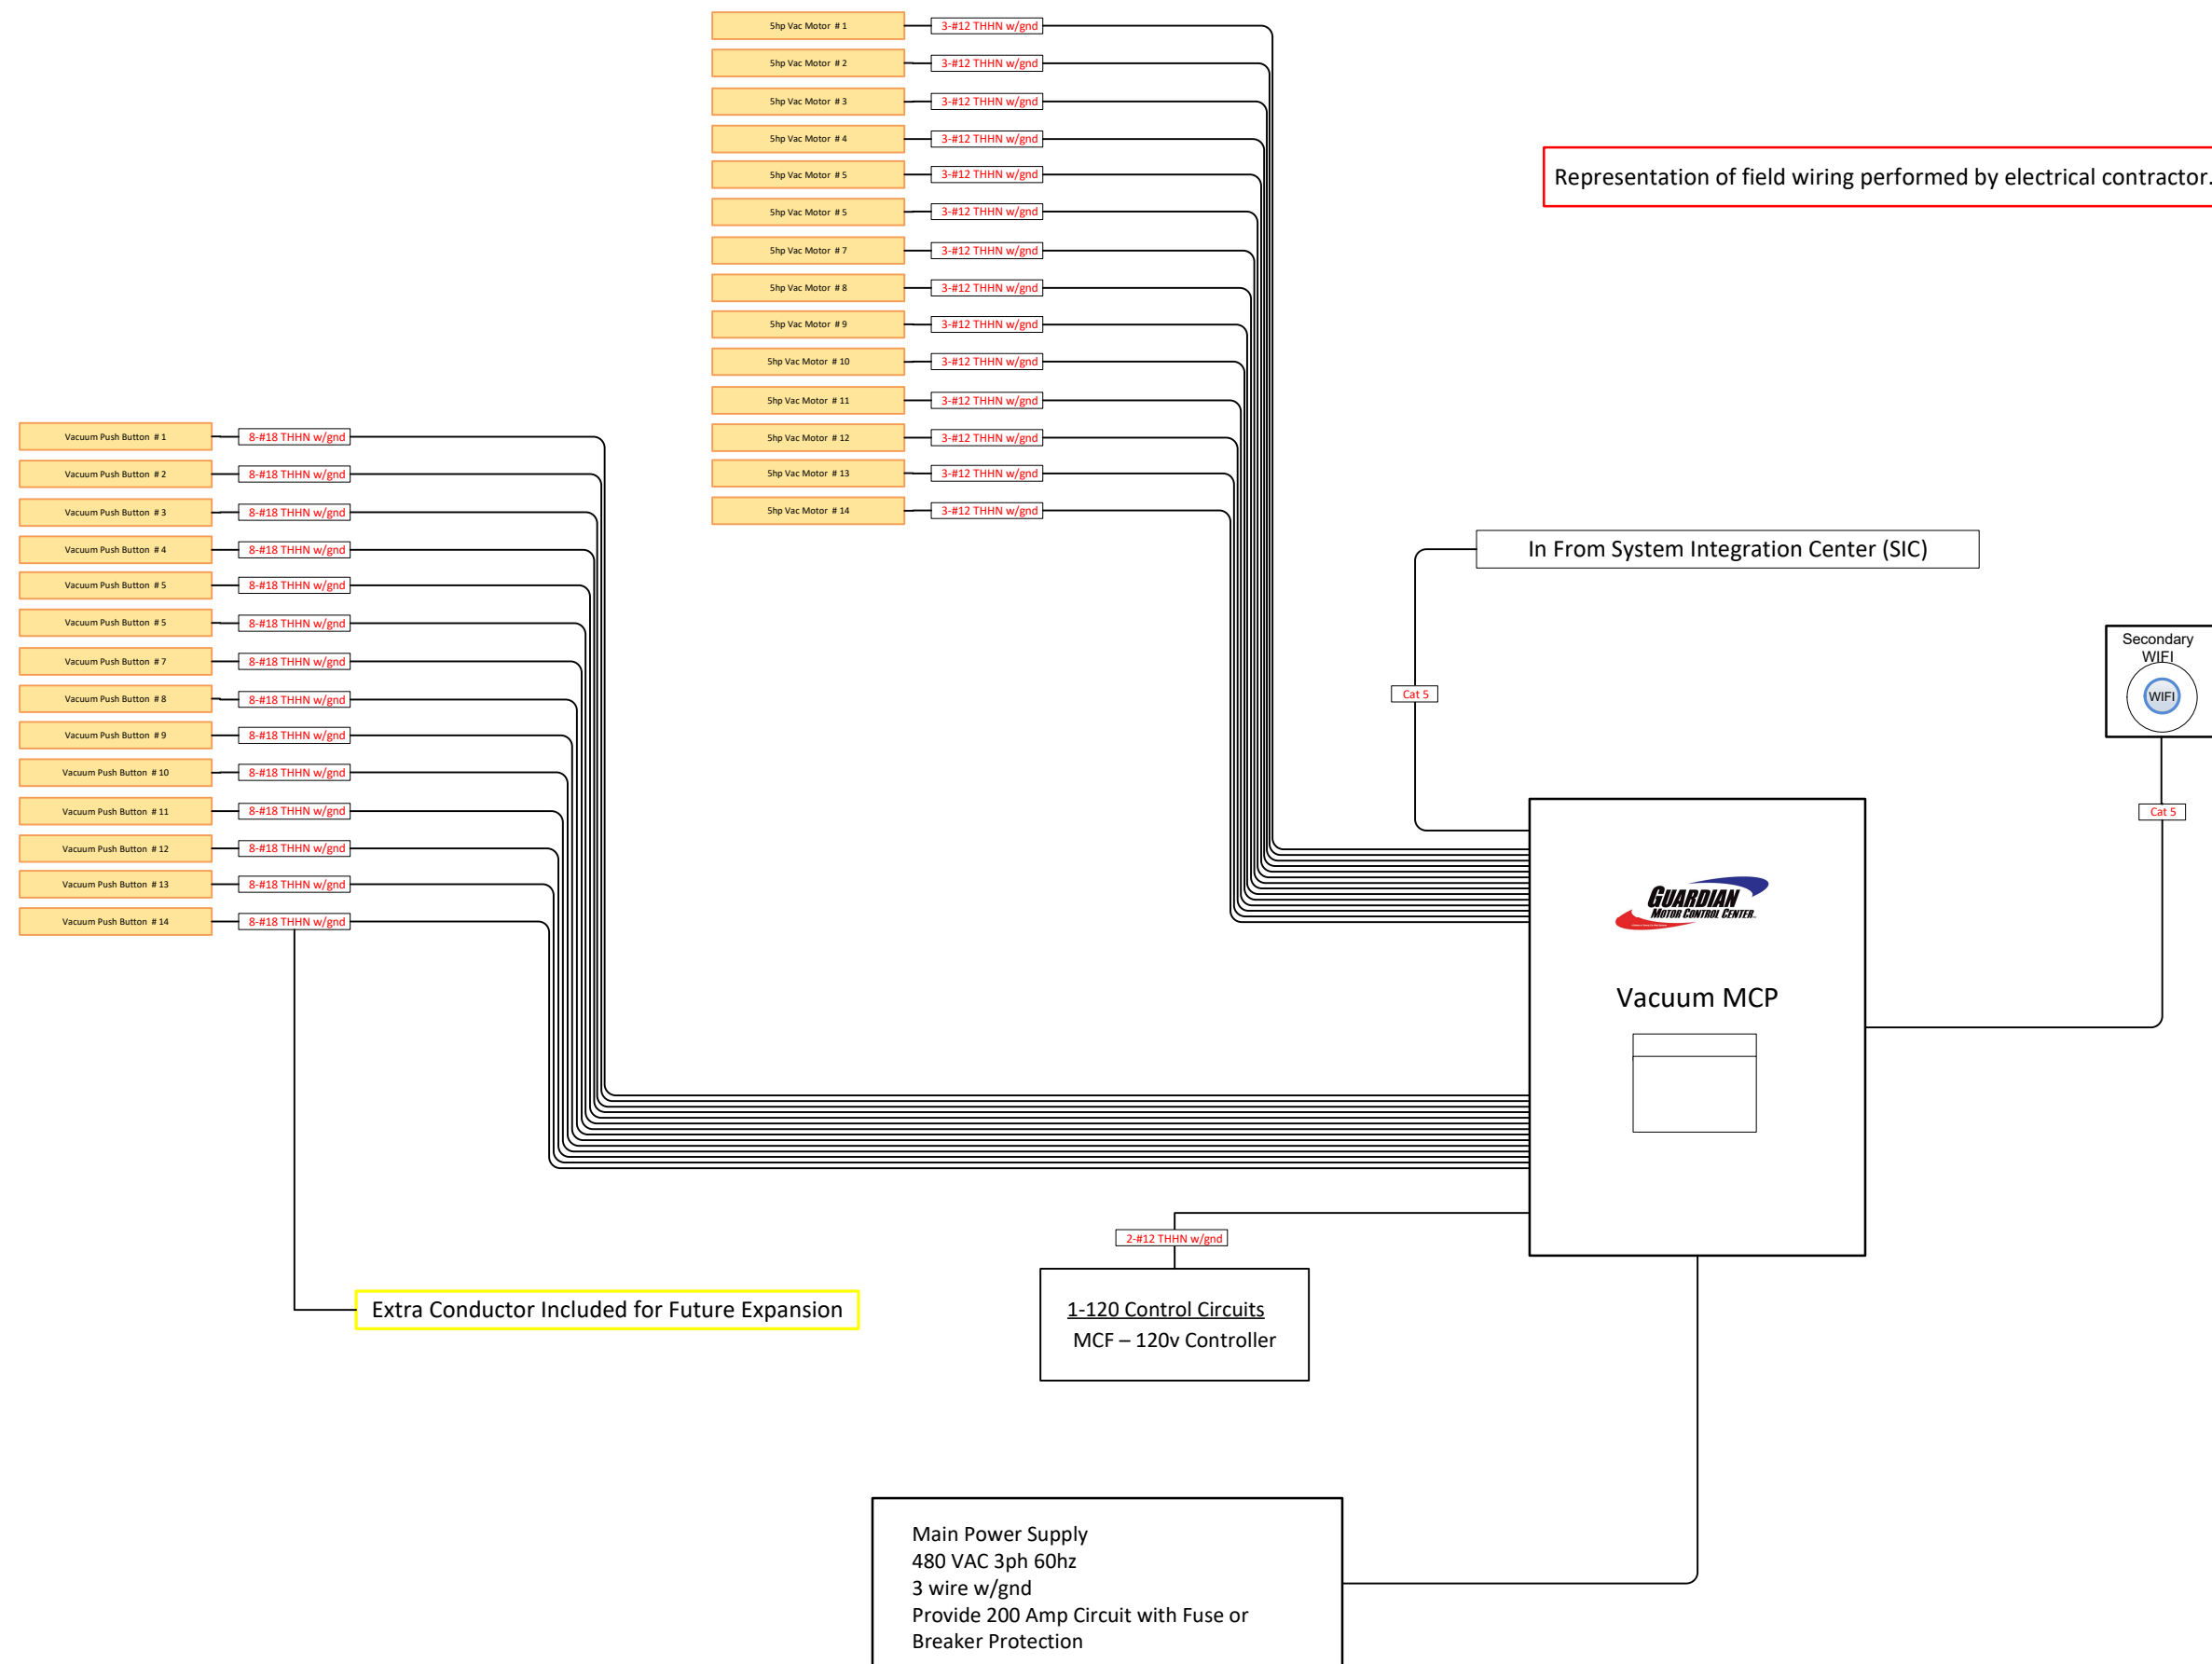 5hp Vac Motor # 1 3-#12 THHN w/gnd
5hp Vac Motor # 2 3-#12 THHN w/gnd
5hp Vac Motor # 3 3-#12 THHN w/gnd
5hp Vac Motor # 4 3-#12 THHN w/gnd
5hp Vac Motor # 5 3-#12 THHN w/gnd
5hp Vac Motor # 5 3-#12 THHN w/gnd
5hp Vac Motor # 7 3-#12 THHN w/gnd
5hp Vac Motor # 8 3-#12 THHN w/gnd
5hp Vac Motor # 9 3-#12 THHN w/gnd
5hp Vac Motor # 10 3-#12 THHN w/gnd
5hp Vac Motor # 11 3-#12 THHN w/gnd
5hp Vac Motor # 12 3-#12 THHN w/gnd
5hp Vac Motor # 13 3-#12 THHN w/gnd
5hp Vac Motor # 14 3-#12 THHN w/gnd
Representation of field wiring performed by electrical contractor.
Vacuum Push Button # 1 8-#18 THHN w/gnd
Vacuum Push Button # 2 8-#18 THHN w/gnd
Vacuum Push Button # 3 8-#18 THHN w/gnd
Vacuum Push Button # 4 8-#18 THHN w/gnd
Vacuum Push Button # 5 8-#18 THHN w/gnd
Vacuum Push Button # 5 8-#18 THHN w/gnd
Vacuum Push Button # 7 8-#18 THHN w/gnd
Vacuum Push Button # 8 8-#18 THHN w/gnd
Vacuum Push Button # 9 8-#18 THHN w/gnd
Vacuum Push Button # 10 8-#18 THHN w/gnd
Vacuum Push Button # 11 8-#18 THHN w/gnd
Vacuum Push Button # 12 8-#18 THHN w/gnd
Vacuum Push Button # 13 8-#18 THHN w/gnd
Vacuum Push Button # 14 8-#18 THHN w/gnd
In From System Integration Center (SIC)
Cat 5
Secondary
WIFI
WIFI
Cat 5
GUARDIAN
MOTOR CONTROL CENTER
Vacuum MCP
2-#12 THHN w/gnd
Extra Conductor Included for Future Expansion
1-120 Control Circuits
MCF – 120v Controller
Main Power Supply
480 VAC 3ph 60hz
3 wire w/gnd
Provide 200 Amp Circuit with Fuse or
Breaker Protection